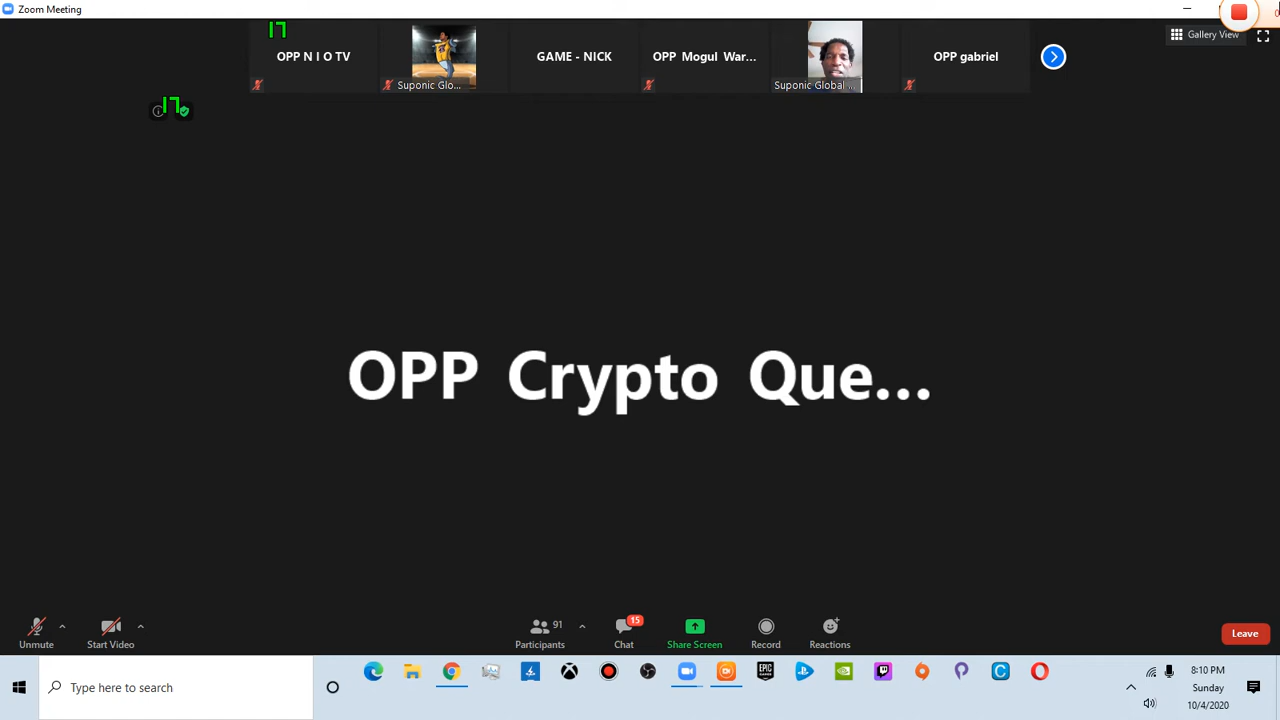 Zoom Meeting
17
OPP N I O TV
Suponic Glo...
GAME - NICK
OPP Mogul War...
Suponic Global ...
OPP gabriel
Gallery View
17
OPP Crypto Que...
Unmute
Start Video
91
Participants
15
Chat
Share Screen
Record
Reactions
Leave
Type here to search
8:10 PM
Sunday
10/4/2020